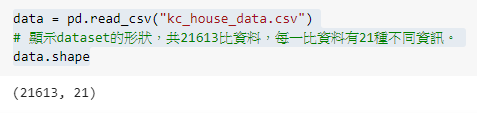 data = pd.read_csv("kc_house_data.csv")
# 顯示dataset的形狀，共21613比資料，每一比資料有21種不同資訊。
data.shape
(21613, 21)